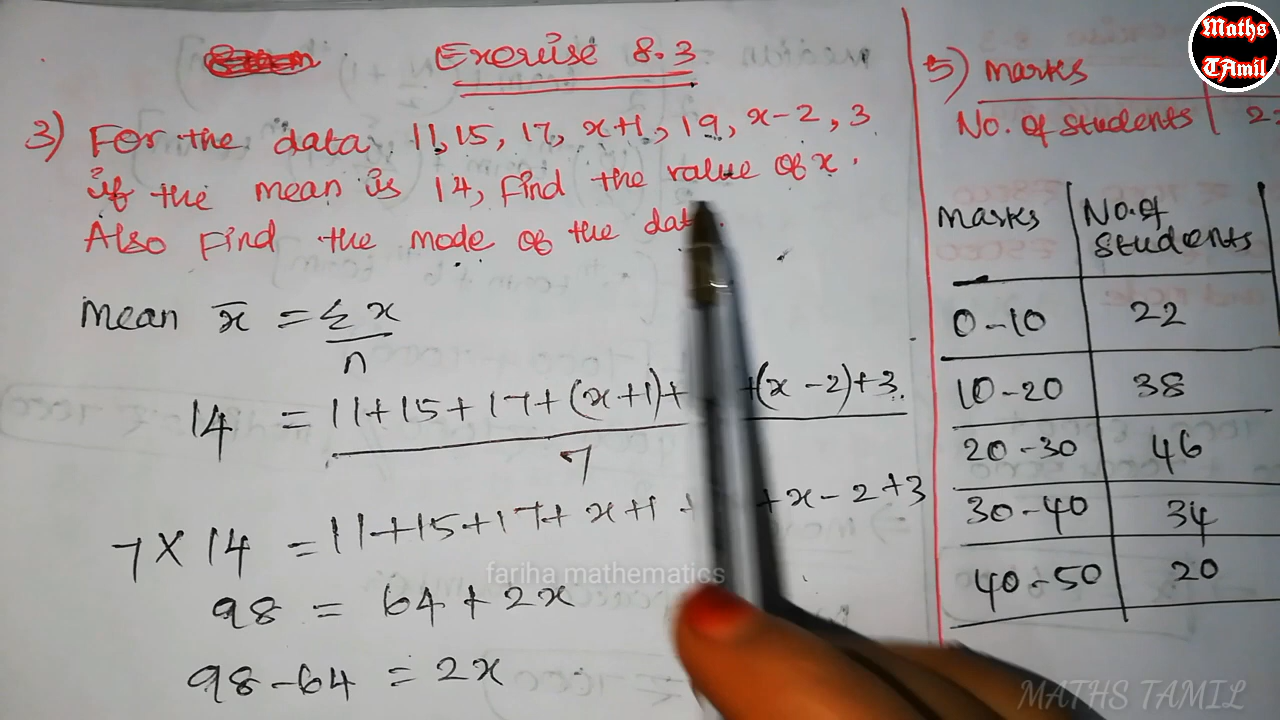 Exercise 8.3
3) For the data 11, 15, 17, x+1, 19, x-2, 3
if the mean is 14, find the value of x.
Also find the mode of the data.
Mean x̄ = Σx
n
14 = 11+15+17+(x+1)+ +(x-2)+3
7
7 × 14 = 11+15+17+x+1 + +x-2+3
98 = 64 + 2x
98-64 = 2x
5) marks
No. of students 22
marks No. of students
0-10 22
10-20 38
20-30 46
30-40 34
40-50 20
Maths
TAmil
fariha mathematics
MATHS TAMIL